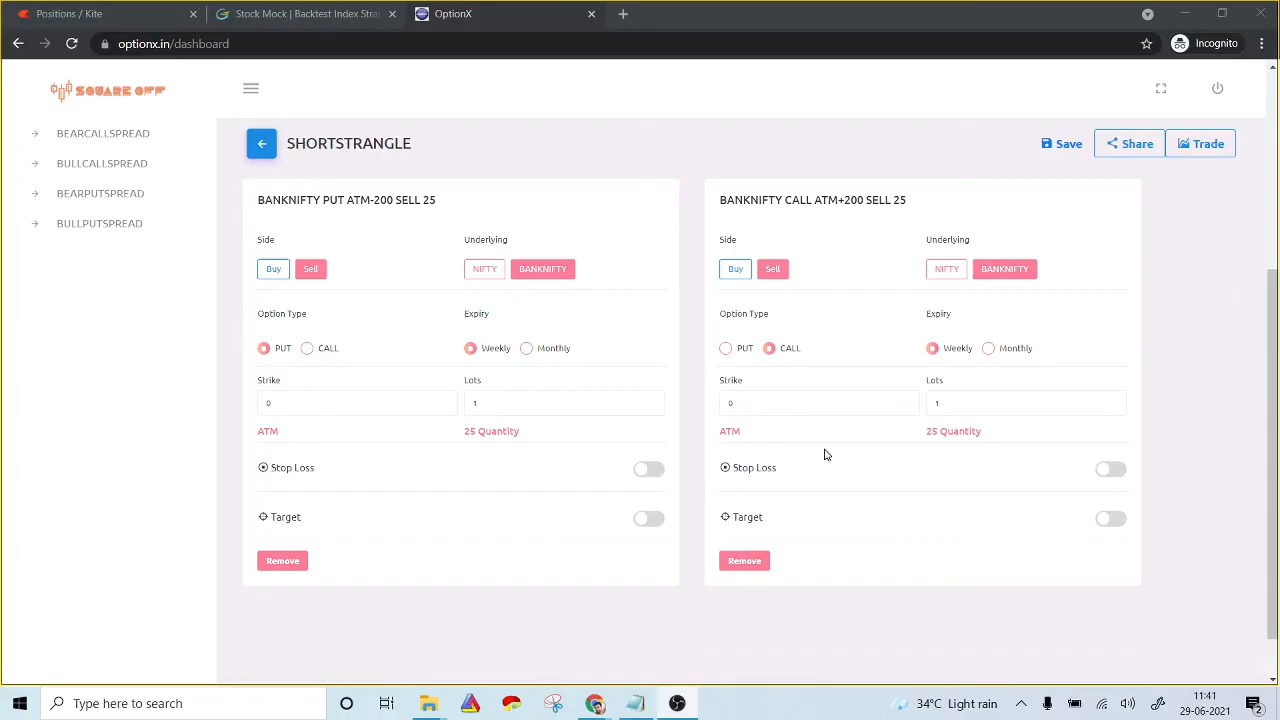 Positions / Kite
Stock Mock | Backtest Index Strat
OptionX
optionx.in/dashboard
Incognito
SQUARE OFF
BEARCALLSPREAD
BULLCALLSPREAD
BEARPUTSPREAD
BULLPUTSPREAD
SHORTSTRANGLE
Save
Share
Trade
BANKNIFTY PUT ATM-200 SELL 25
Side
Underlying
Buy
Sell
NIFTY
BANKNIFTY
Option Type
Expiry
PUT
CALL
Weekly
Monthly
Strike
Lots
0
1
ATM
25 Quantity
Stop Loss
Target
Remove
BANKNIFTY CALL ATM+200 SELL 25
Side
Underlying
Buy
Sell
NIFTY
BANKNIFTY
Option Type
Expiry
PUT
CALL
Weekly
Monthly
Strike
Lots
0
1
ATM
25 Quantity
Stop Loss
Target
Remove
Type here to search
34°C Light rain
11:41
29-06-2021
2